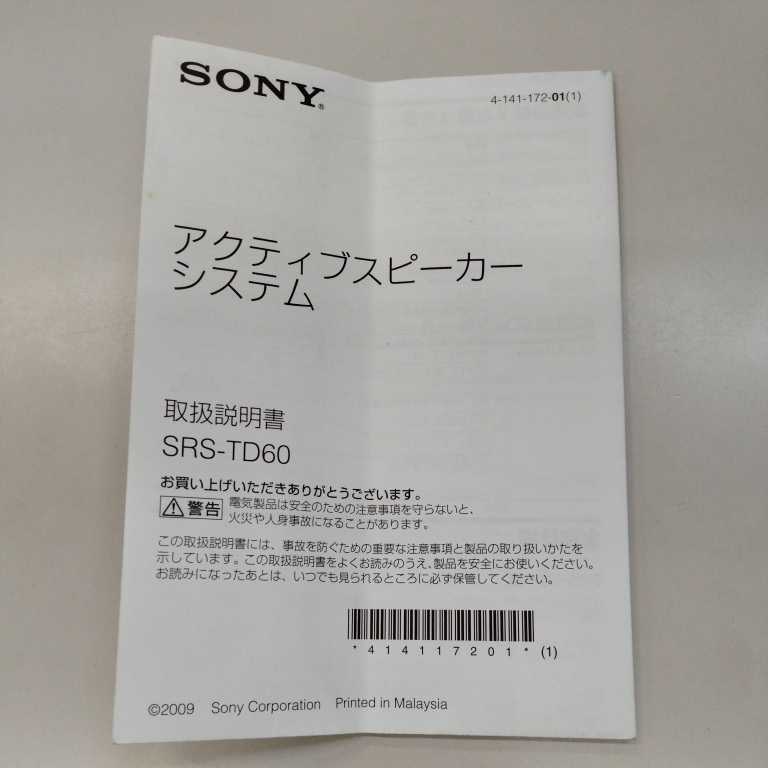 SONY®
4-141-172-01(1)
アクティブスピーカー
システム
取扱説明書
SRS-TD60
お買い上げいただきありがとうございます。
警告 電気製品は安全のための注意事項を守らないと、
火災や人身事故になることがあります。
この取扱説明書には、事故を防ぐための重要な注意事項と製品の取り扱いかたを
示しています。この取扱説明書をよくお読みのうえ、製品を安全にお使いください。
お読みになったあとは、いつでも見られるところに必ず保管してください。
*414117201* (1)
©2009 Sony Corporation Printed in Malaysia